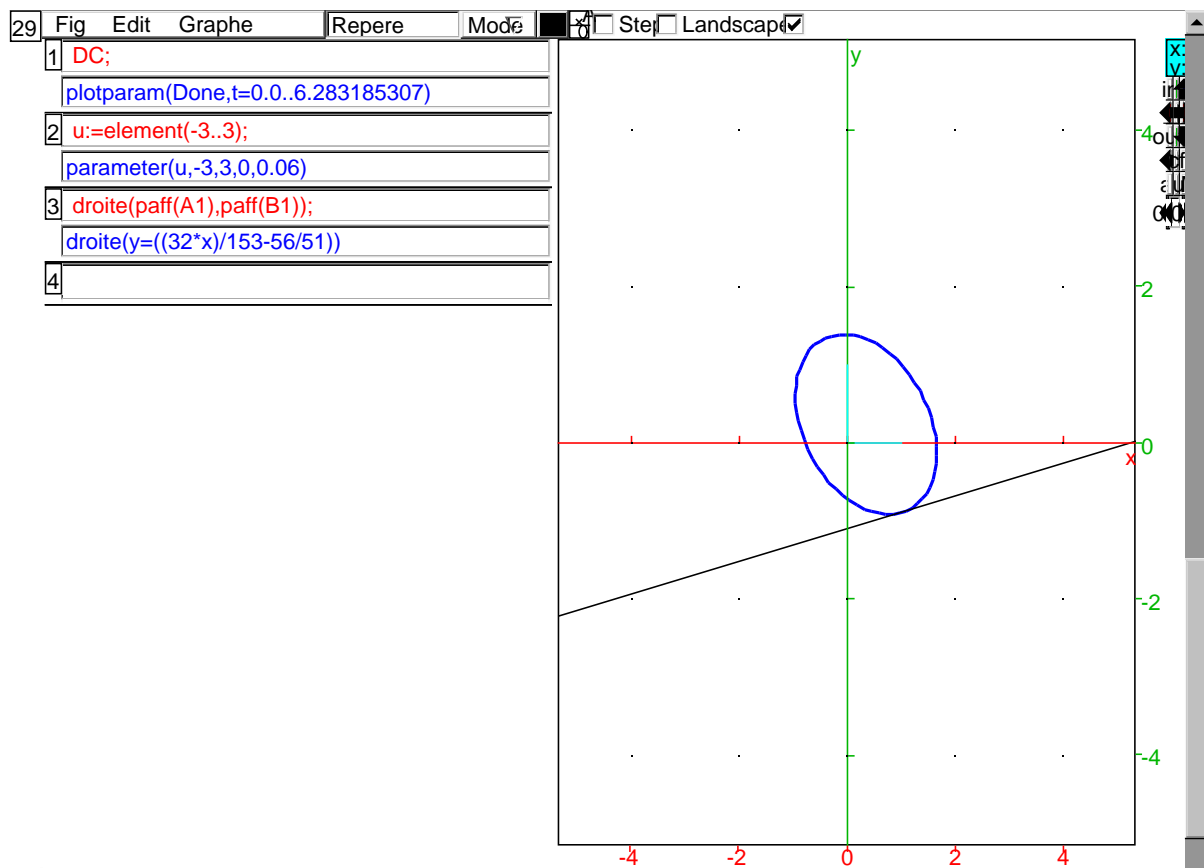 29 Fig Edit Graphe Repere Mode Step Landscape
1 DC;
plotparam(Done,t=0.0..6.283185307)
2 u:=element(-3..3);
parameter(u,-3,3,0,0.06)
3 droite(paff(A1),paff(B1));
droite(y=((32*x)/153-56/51))
4
y
x:
y:
4
2
0
x
-2
-4
-4 -2 0 2 4